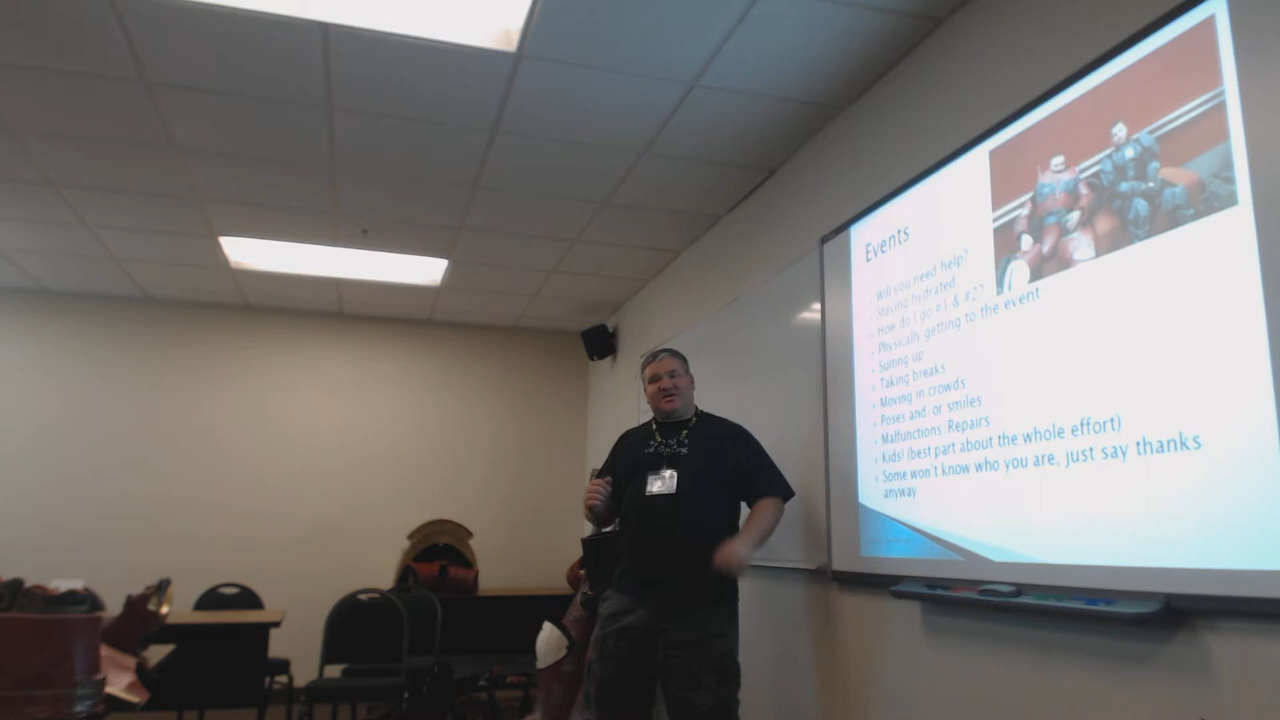 Events
Will you need help?
Staying hydrated
How do I go #1 & #2?
Physically getting to the event
Suiting up
Taking breaks
Moving in crowds
Poses and/or smiles
Malfunctions/Repairs
Kids! (best part about the whole effort)
Some won't know who you are, just say thanks
anyway